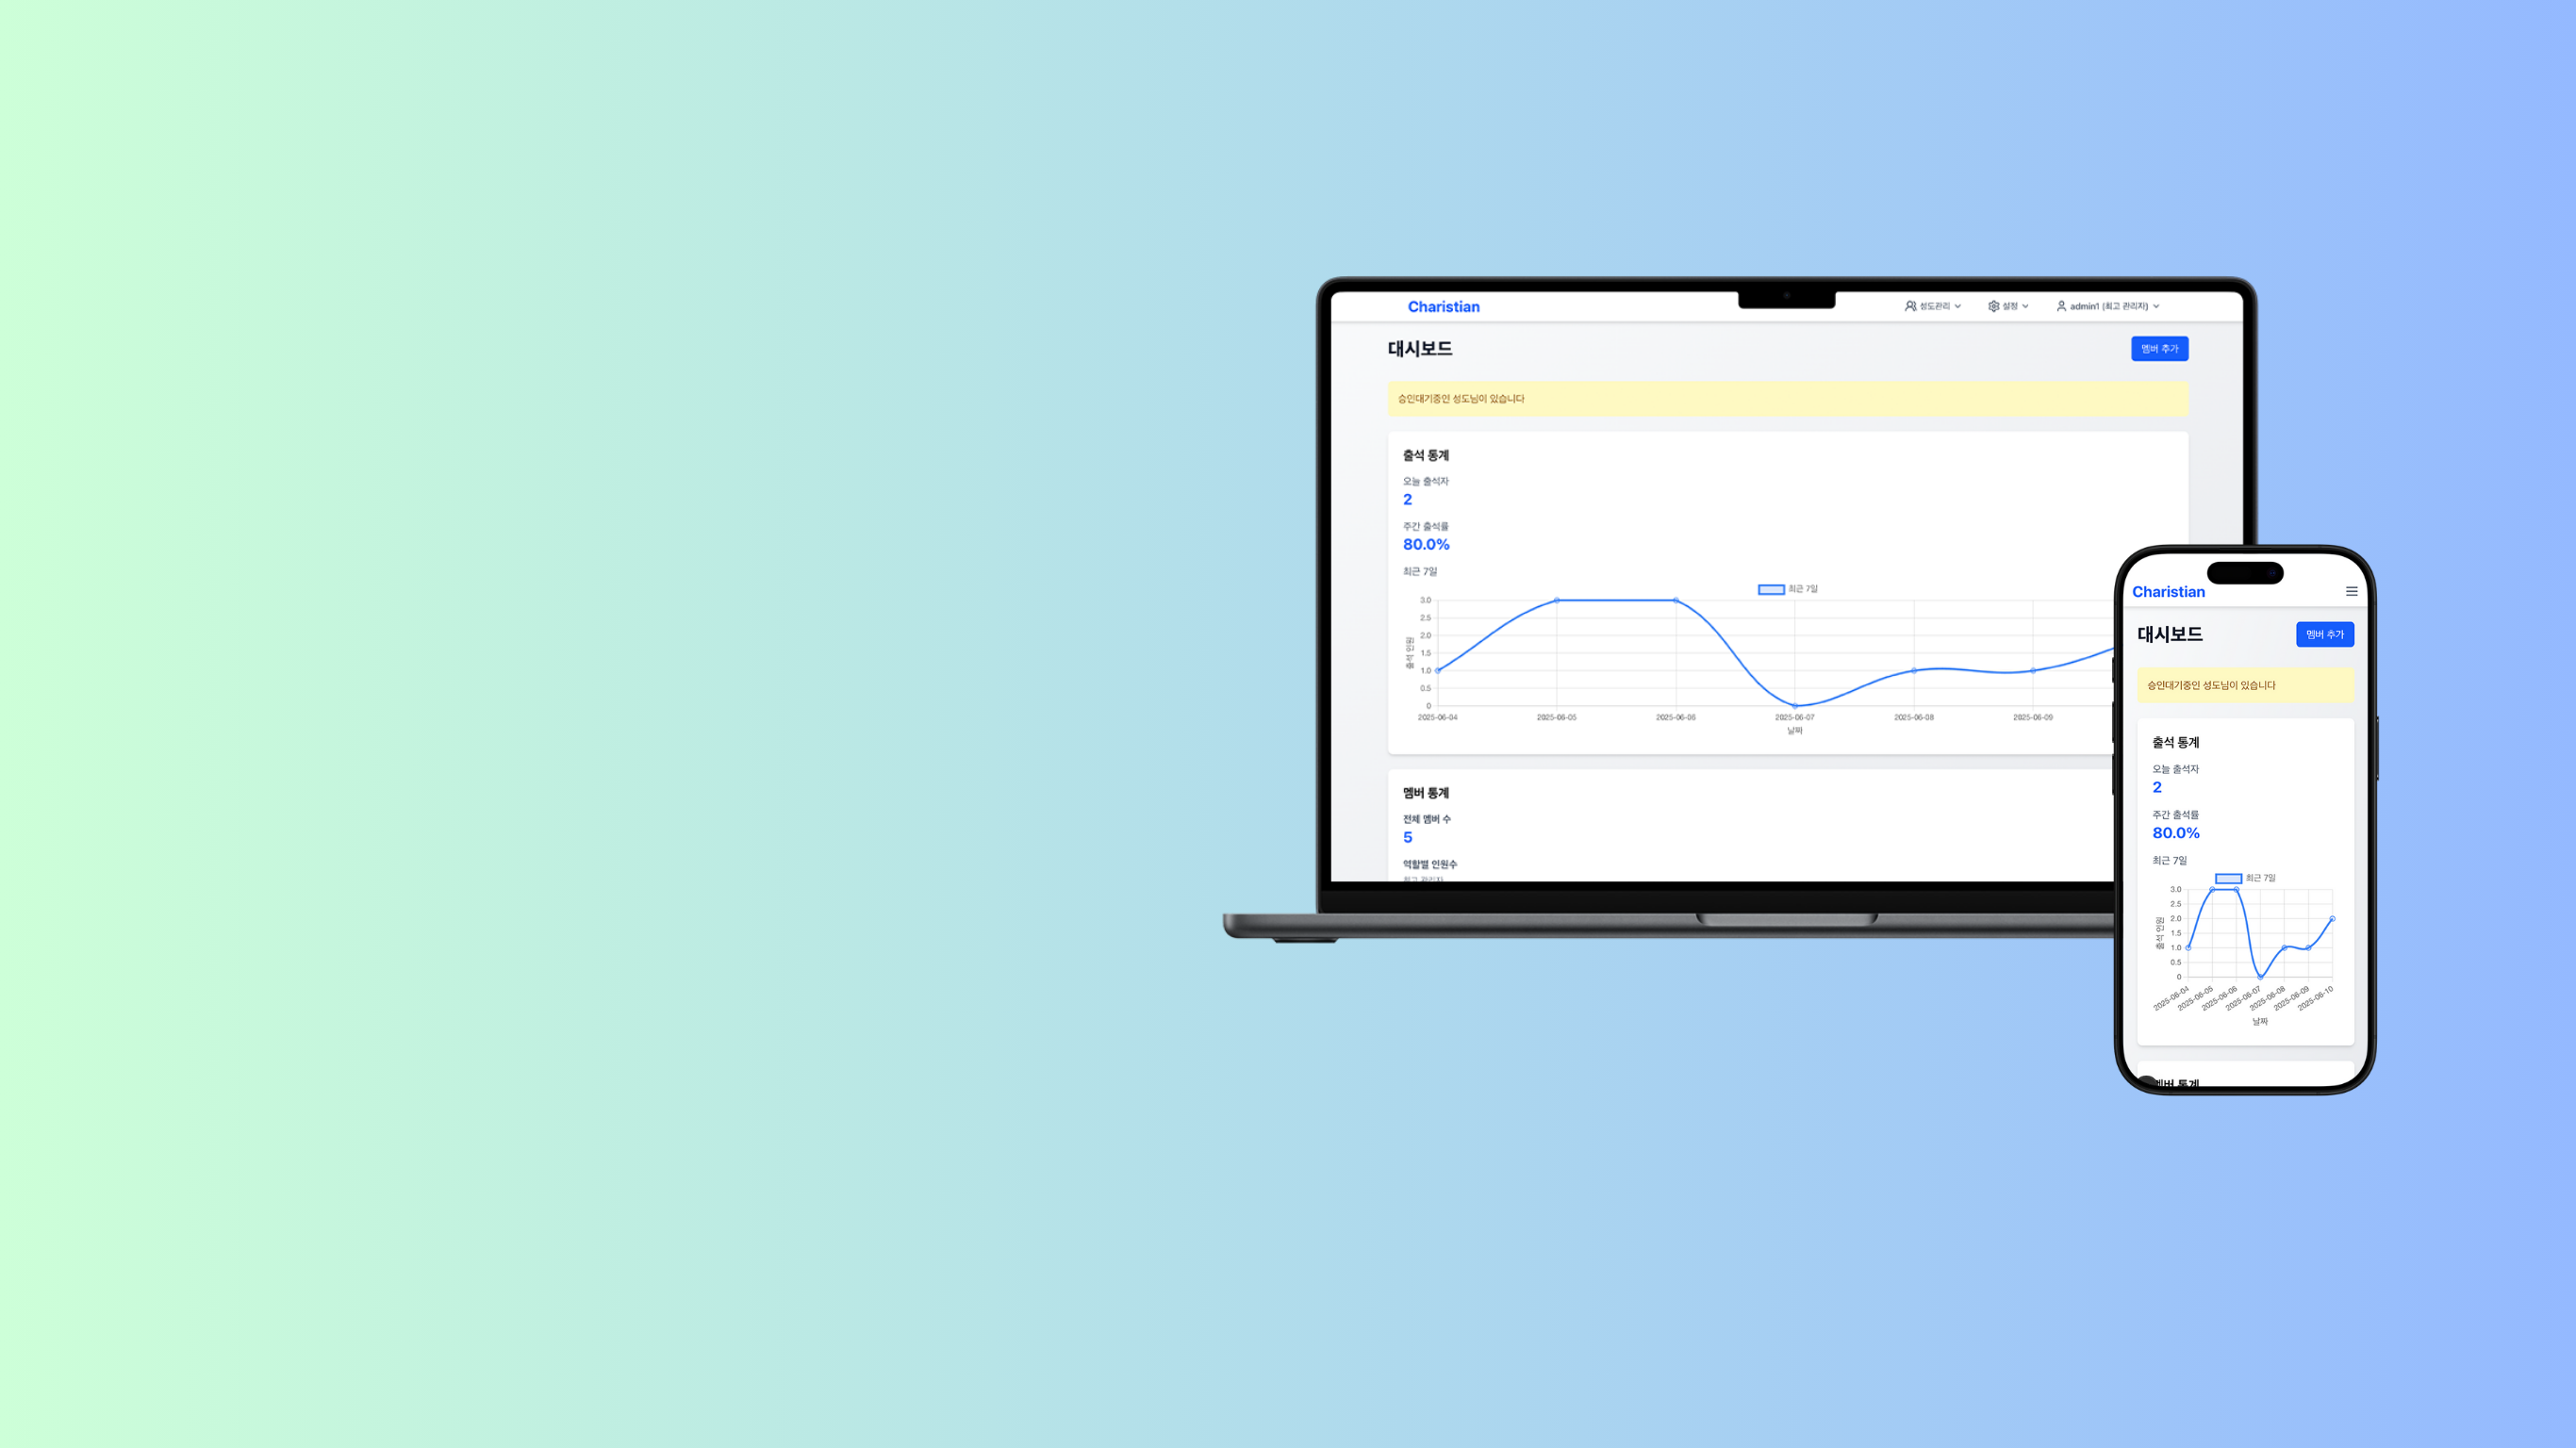 Charistian
성도관리
설정
admin1 (최고 관리자)
대시보드
멤버 추가
승인대기중인 성도님이 있습니다
출석 통계
오늘 출석자
2
주간 출석률
80.0%
최근 7일
최근 7일
3.0
2.5
2.0
1.5
1.0
0.5
0
출석 인원
2025-06-04
2025-06-05
2025-06-06
2025-06-07
2025-06-08
2025-06-09
날짜
멤버 통계
전체 멤버 수
5
역할별 인원수
최고 관리자
Charistian
대시보드
멤버 추가
승인대기중인 성도님이 있습니다
출석 통계
오늘 출석자
2
주간 출석률
80.0%
최근 7일
최근 7일
3.0
2.5
2.0
1.5
1.0
0.5
0
출석 인원
2025-06-04
2025-06-05
2025-06-06
2025-06-07
2025-06-08
2025-06-09
2025-06-10
날짜
멤버 통계